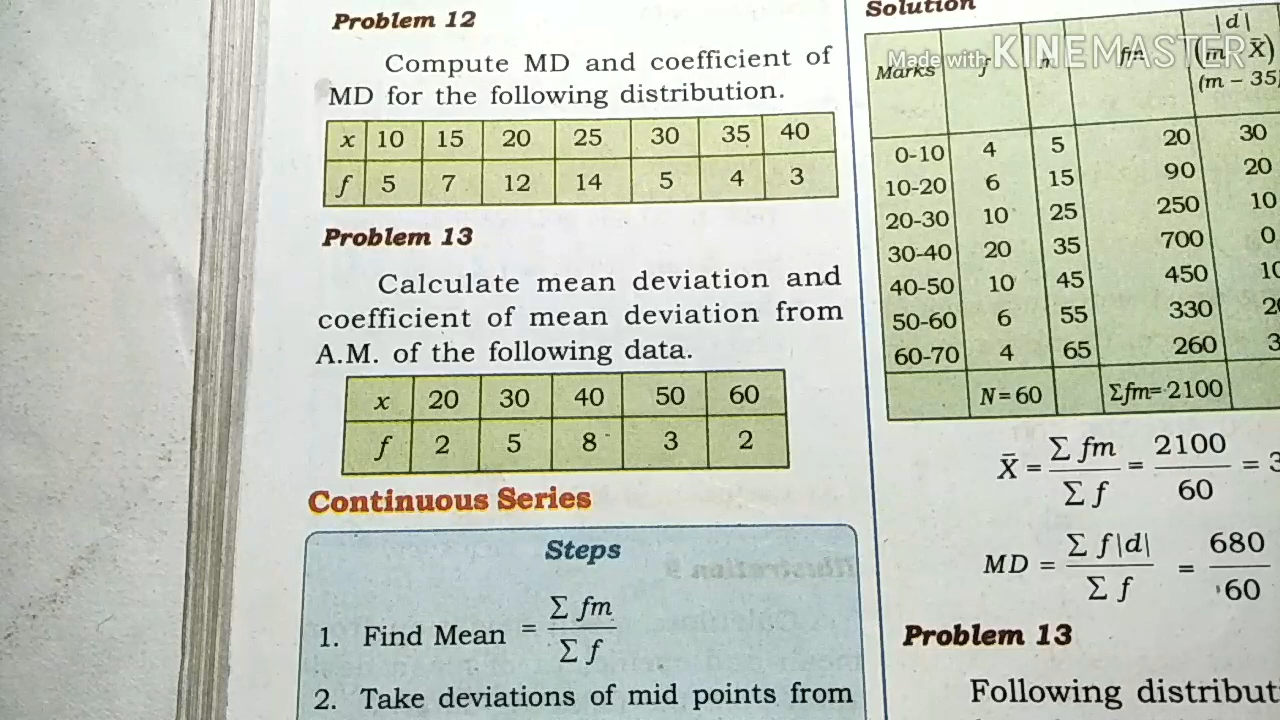 Problem 12
Compute MD and coefficient of
MD for the following distribution.
x 10 15 20 25 30 35 40
f 5 7 12 14 5 4 3
Problem 13
Calculate mean deviation and
coefficient of mean deviation from
A.M. of the following data.
x 20 30 40 50 60
f 2 5 8 3 2
Continuous Series
Steps
1. Find Mean = Σ fm / Σ f
2. Take deviations of mid points from
Solution
Made with KINEMASTER
Marks f fm |d|
(m X̄)
(m – 35
0-10 4 5 20 30
10-20 6 15 90 20
20-30 10 25 250 10
30-40 20 35 700 0
40-50 10 45 450
50-60 6 55 330
60-70 4 65 260
N=60 Σfm=2100
X̄ = Σ fm / Σ f = 2100 / 60 =
MD = Σ f|d| / Σ f = 680 / 60
Problem 13
Following distribut